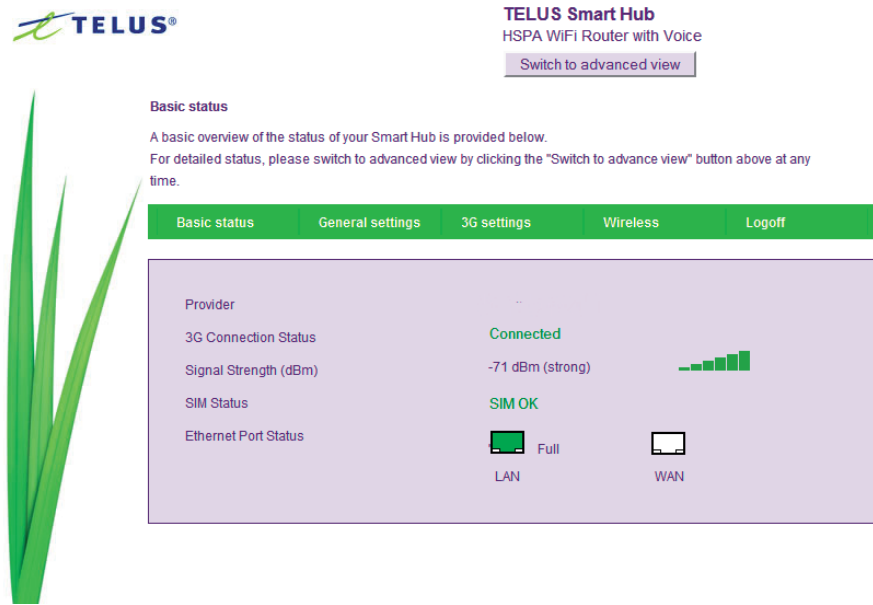 TELUS®
TELUS Smart Hub
HSPA WiFi Router with Voice
Switch to advanced view
Basic status
A basic overview of the status of your Smart Hub is provided below.
For detailed status, please switch to advanced view by clicking the "Switch to advance view" button above at any
time.
Basic status General settings 3G settings Wireless Logoff
Provider
3G Connection Status Connected
Signal Strength (dBm) -71 dBm (strong)
SIM Status SIM OK
Ethernet Port Status Full
LAN WAN